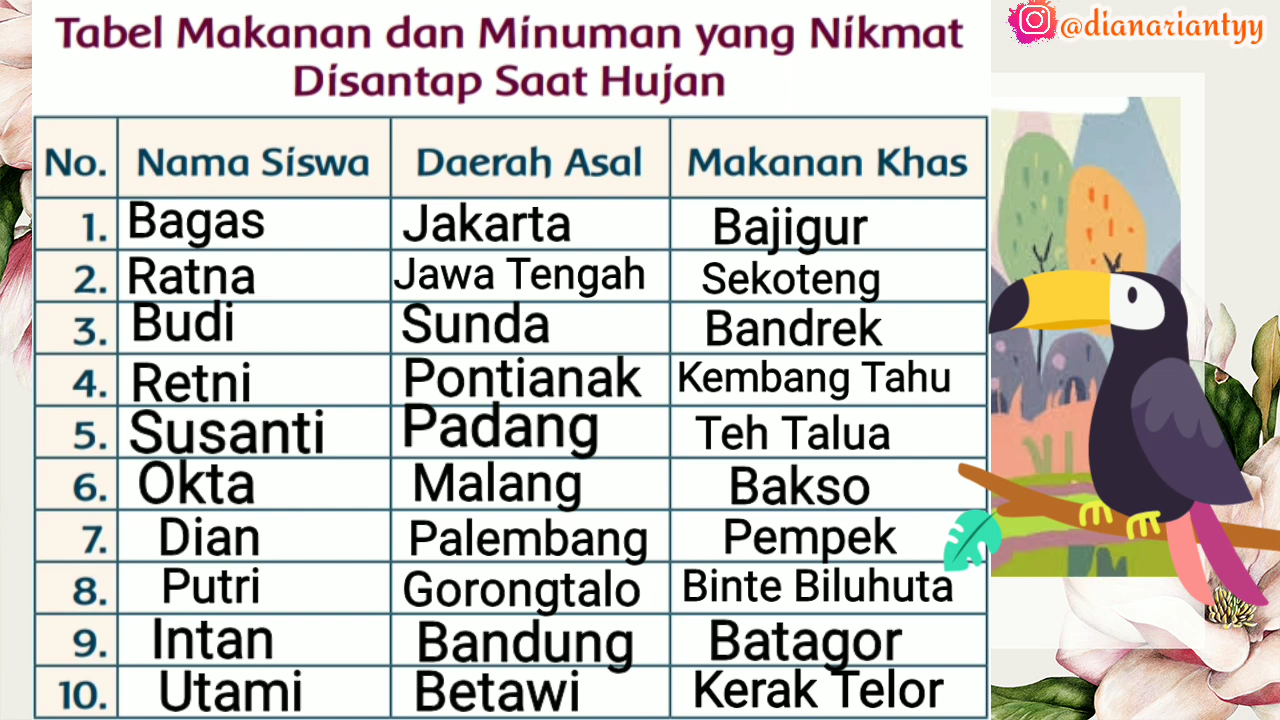 Tabel Makanan dan Minuman yang Nikmat
Disantap Saat Hujan
@dianariantyy
No. Nama Siswa Daerah Asal Makanan Khas
1. Bagas Jakarta Bajigur
2. Ratna Jawa Tengah Sekoteng
3. Budi Sunda Bandrek
4. Retni Pontianak Kembang Tahu
5. Susanti Padang Teh Talua
6. Okta Malang Bakso
7. Dian Palembang Pempek
8. Putri Gorongtalo Binte Biluhuta
9. Intan Bandung Batagor
10. Utami Betawi Kerak Telor